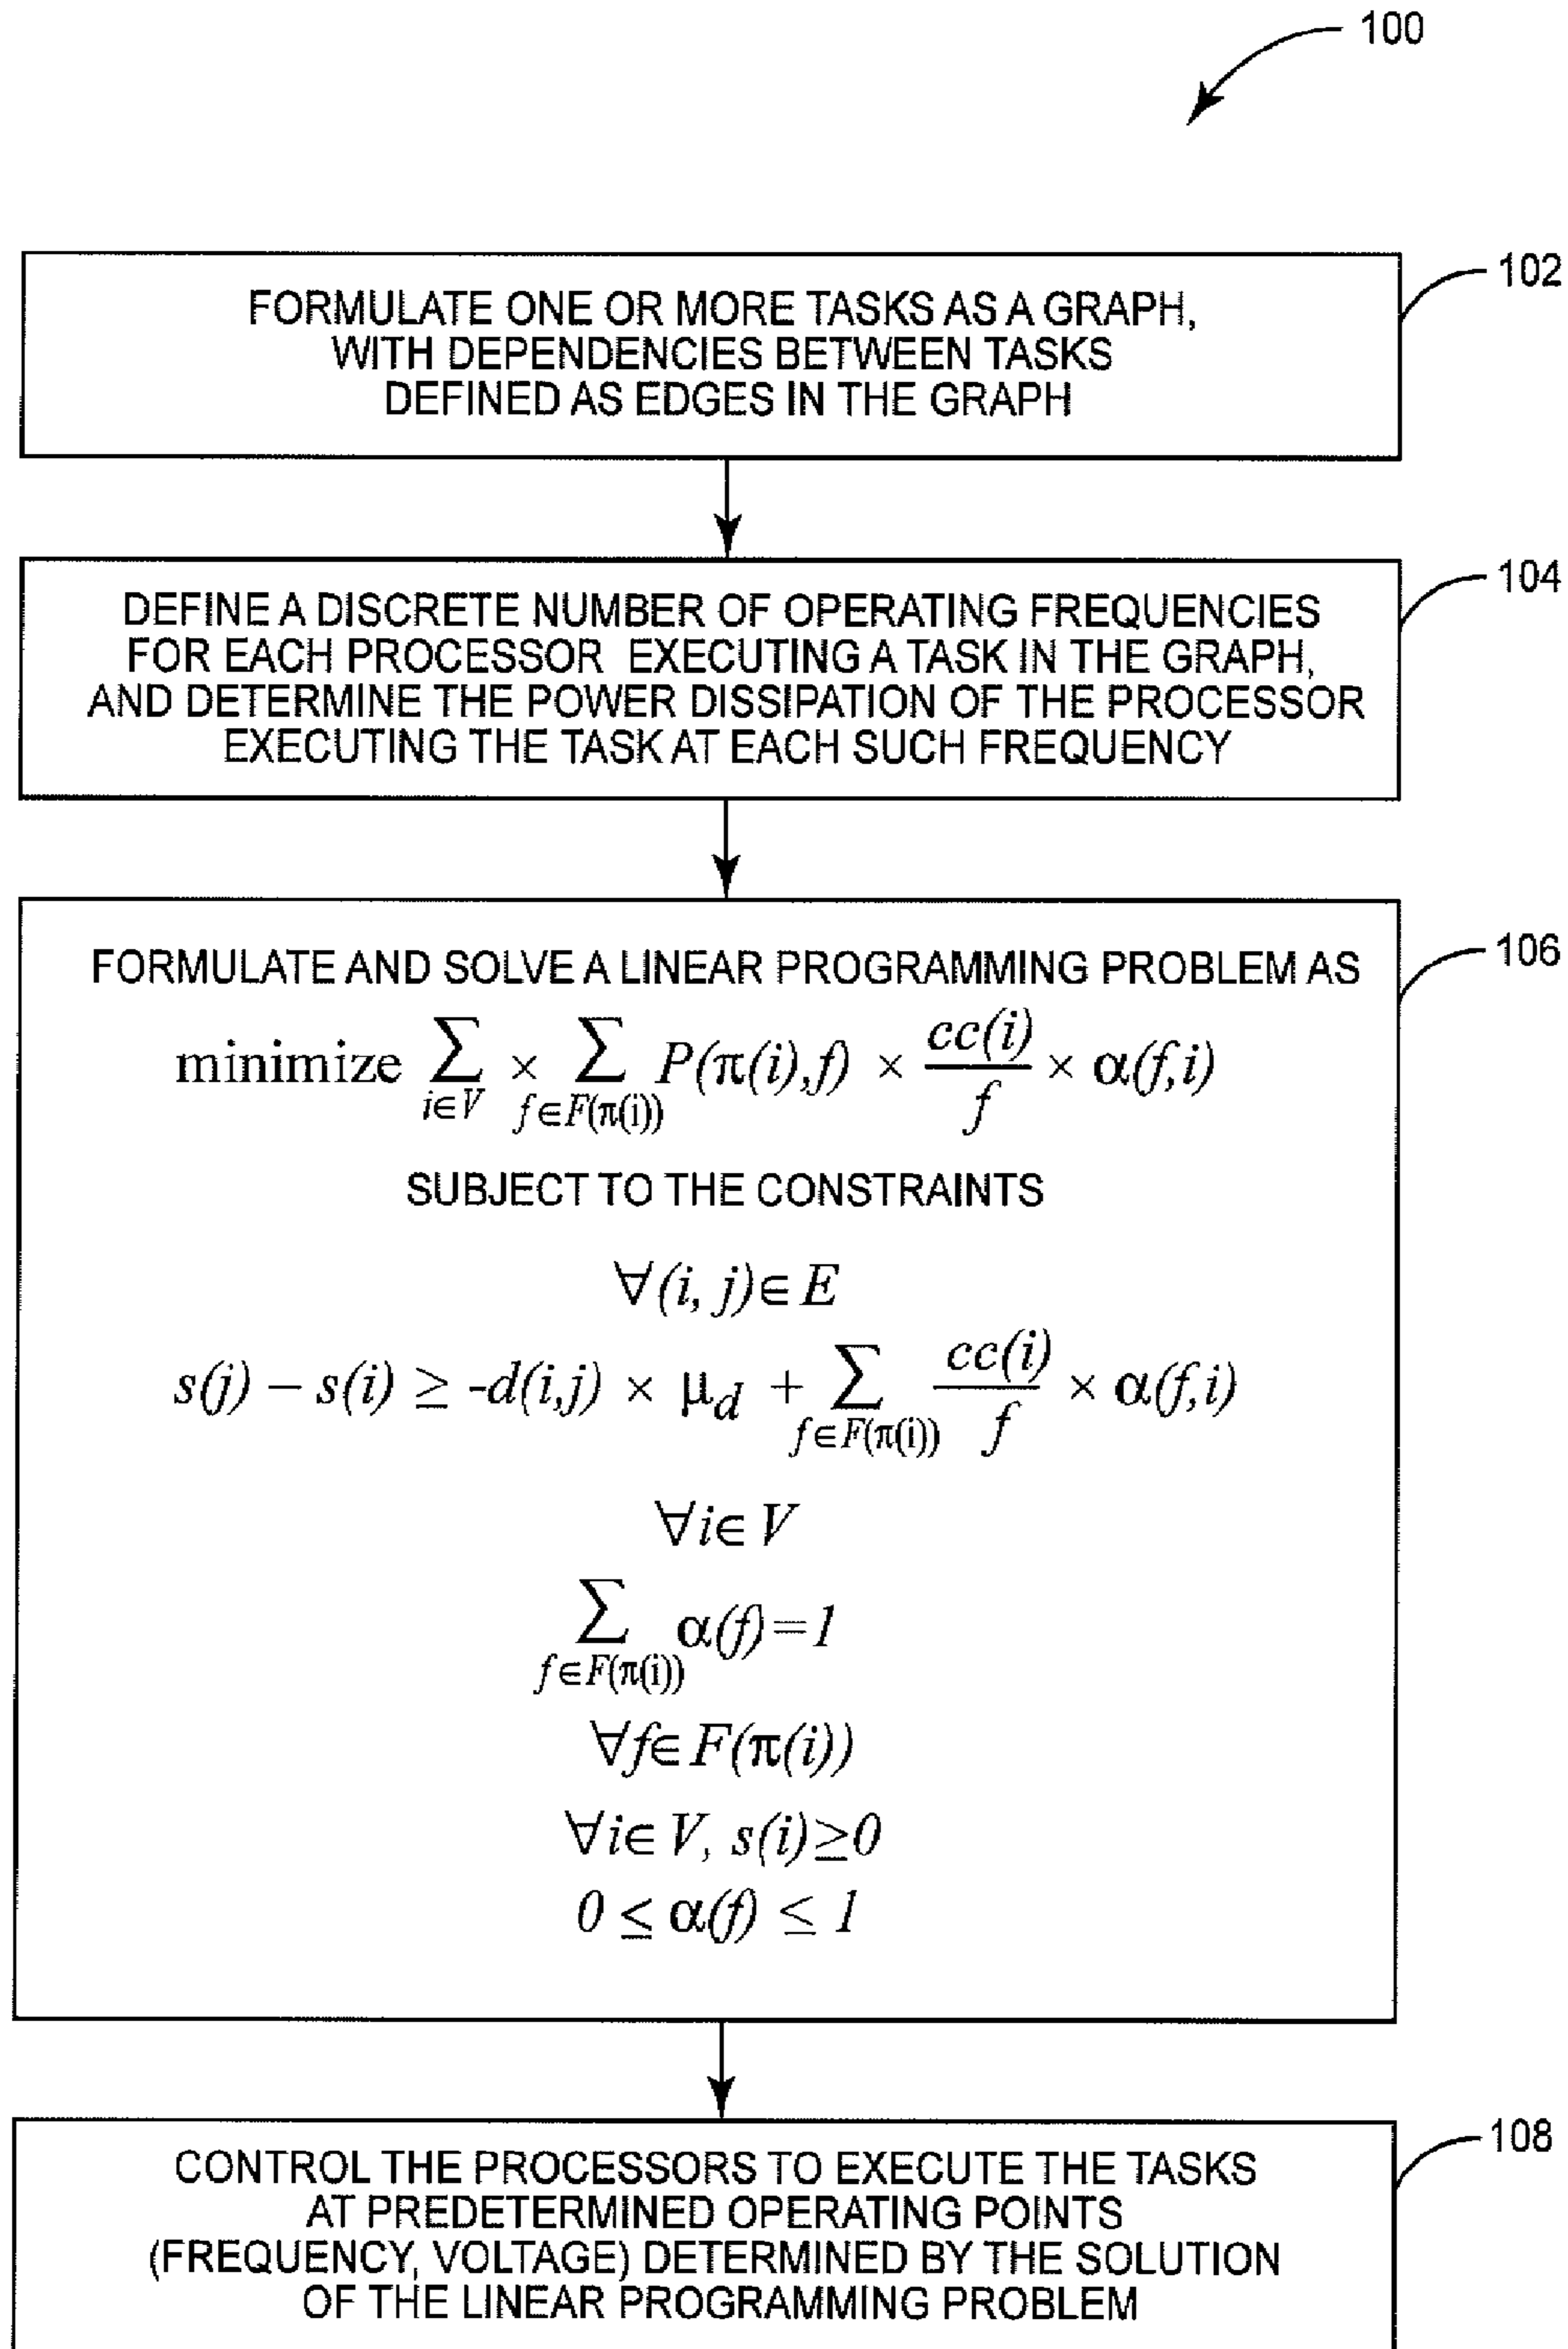 100
102
FORMULATE ONE OR MORE TASKS AS A GRAPH,
WITH DEPENDENCIES BETWEEN TASKS
DEFINED AS EDGES IN THE GRAPH
104
DEFINE A DISCRETE NUMBER OF OPERATING FREQUENCIES
FOR EACH PROCESSOR EXECUTING A TASK IN THE GRAPH,
AND DETERMINE THE POWER DISSIPATION OF THE PROCESSOR
EXECUTING THE TASK AT EACH SUCH FREQUENCY
106
FORMULATE AND SOLVE A LINEAR PROGRAMMING PROBLEM AS
minimize ∑_{i∈V} × ∑_{f∈F(π(i))} P(π(i),f) × cc(i)/f × α(f,i)
SUBJECT TO THE CONSTRAINTS
∀(i, j)∈E
s(j) – s(i) ≥ -d(i,j) × μ_d + ∑_{f∈F(π(i))} cc(i)/f × α(f,i)
∀i∈V
∑_{f∈F(π(i))} α(f)=1
∀f∈F(π(i))
∀i∈V, s(i)≥0
0 ≤ α(f) ≤ 1
108
CONTROL THE PROCESSORS TO EXECUTE THE TASKS
AT PREDETERMINED OPERATING POINTS
(FREQUENCY, VOLTAGE) DETERMINED BY THE SOLUTION
OF THE LINEAR PROGRAMMING PROBLEM